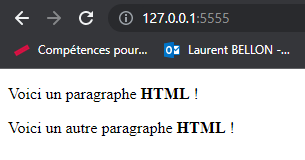 127.0.0.1:5555
Compétences pour... Laurent BELLON
Voici un paragraphe HTML !
Voici un autre paragraphe HTML !